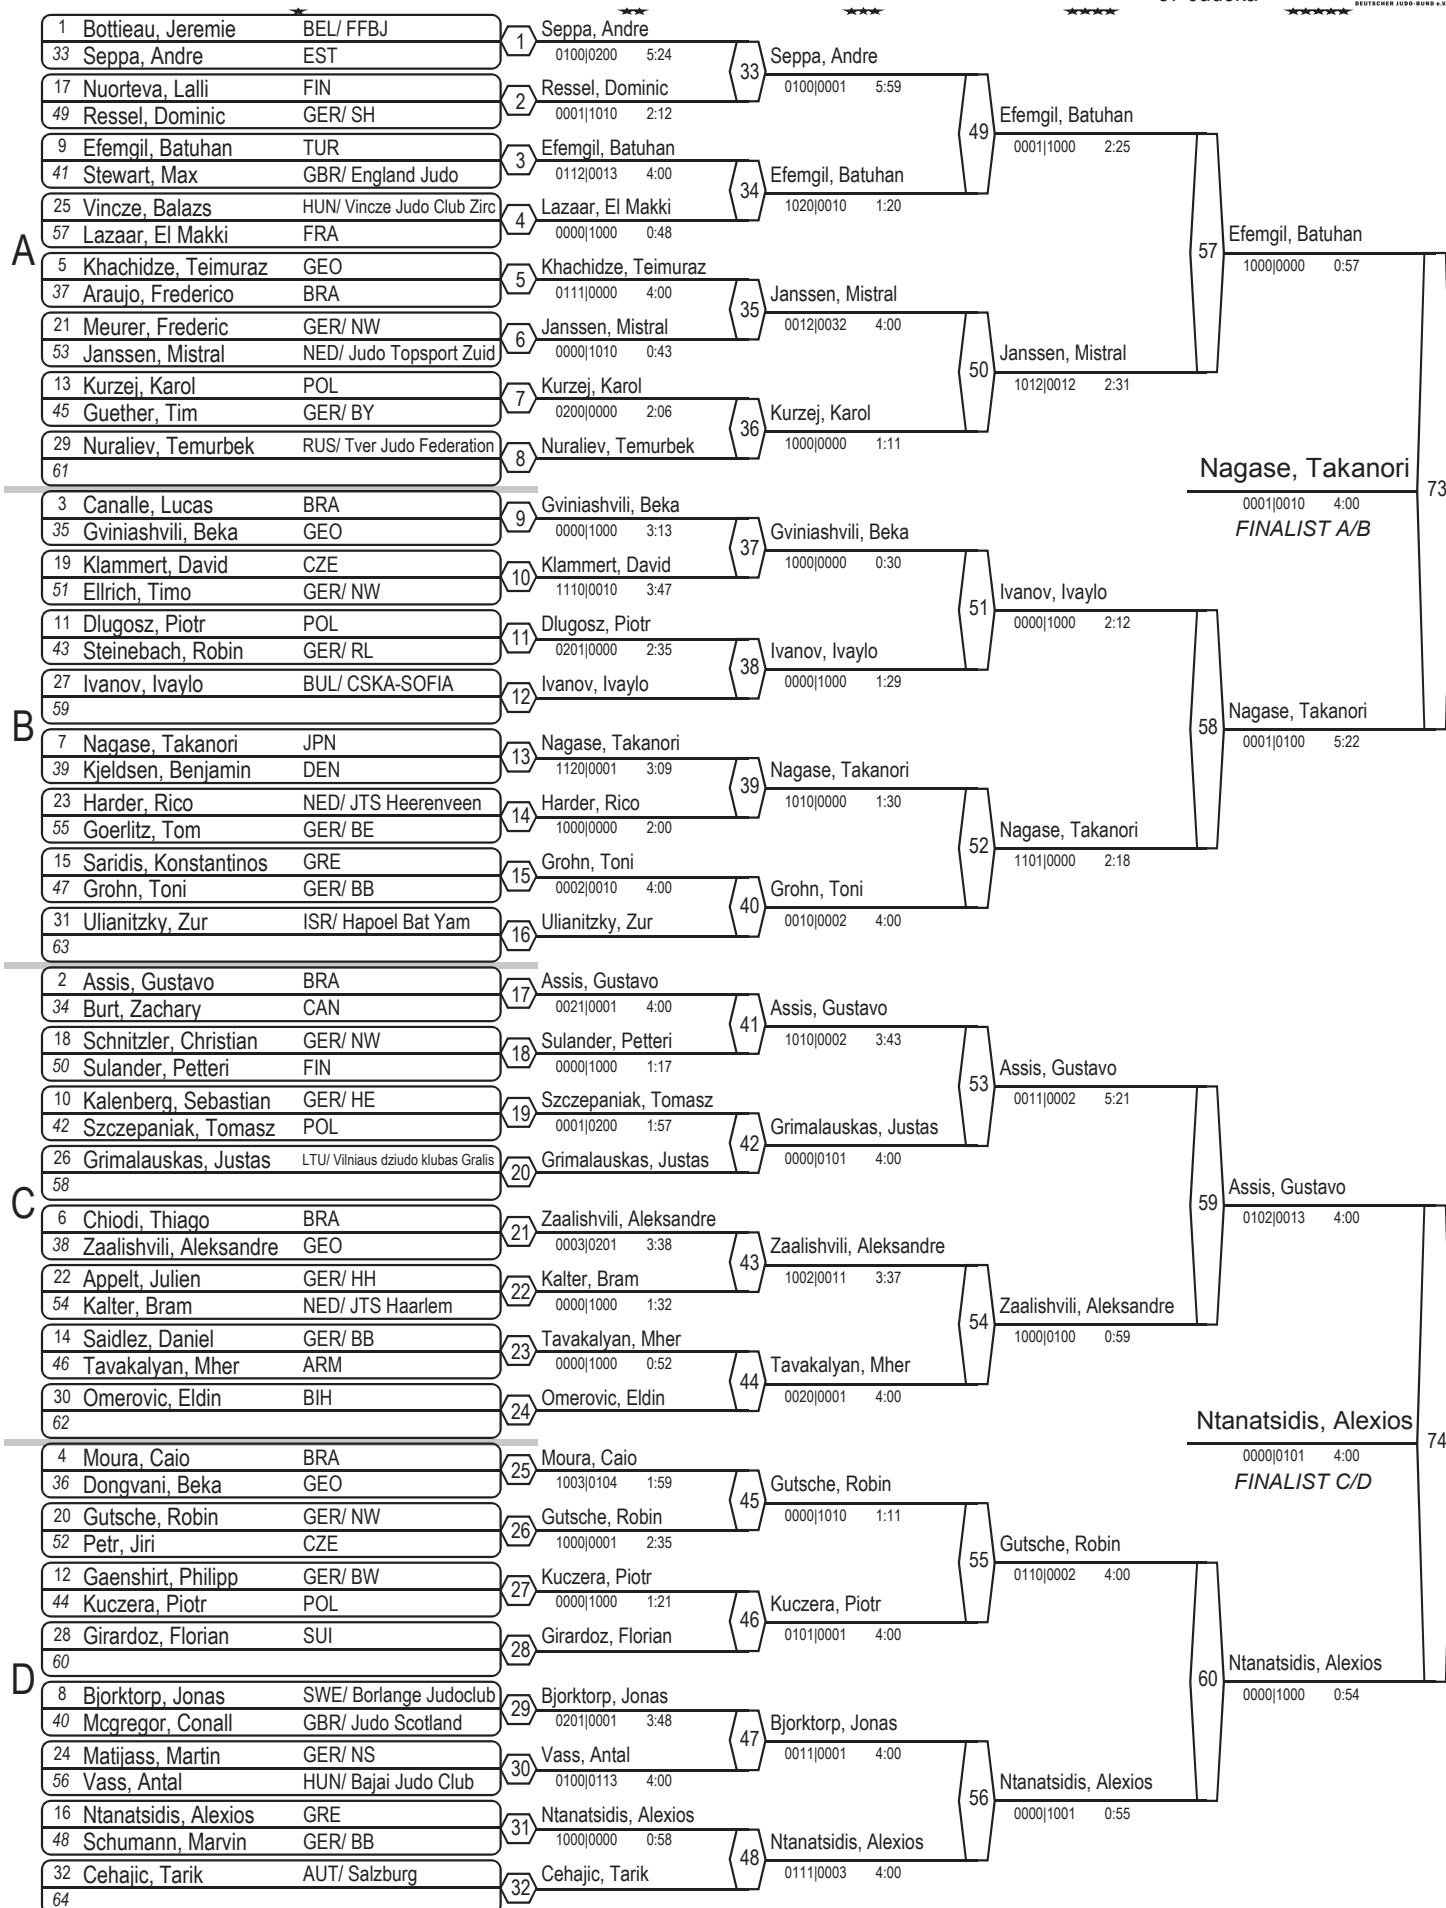 DEUTSCHER JUDO-BUND e.V.
A
1 Bottieau, Jeremie BEL/ FFBJ
33 Seppa, Andre EST
17 Nuorteva, Lalli FIN
49 Ressel, Dominic GER/ SH
9 Efemgil, Batuhan TUR
41 Stewart, Max GBR/ England Judo
25 Vincze, Balazs HUN/ Vincze Judo Club Zirc
57 Lazaar, El Makki FRA
5 Khachidze, Teimuraz GEO
37 Araujo, Frederico BRA
21 Meurer, Frederic GER/ NW
53 Janssen, Mistral NED/ Judo Topsport Zuid
13 Kurzej, Karol POL
45 Guether, Tim GER/ BY
29 Nuraliev, Temurbek RUS/ Tver Judo Federation
61
B
3 Canalle, Lucas BRA
35 Gviniashvili, Beka GEO
19 Klammert, David CZE
51 Ellrich, Timo GER/ NW
11 Dlugosz, Piotr POL
43 Steinebach, Robin GER/ RL
27 Ivanov, Ivaylo BUL/ CSKA-SOFIA
59
7 Nagase, Takanori JPN
39 Kjeldsen, Benjamin DEN
23 Harder, Rico NED/ JTS Heerenveen
55 Goerlitz, Tom GER/ BE
15 Saridis, Konstantinos GRE
47 Grohn, Toni GER/ BB
31 Ulianitzky, Zur ISR/ Hapoel Bat Yam
63
C
2 Assis, Gustavo BRA
34 Burt, Zachary CAN
18 Schnitzler, Christian GER/ NW
50 Sulander, Petteri FIN
10 Kalenberg, Sebastian GER/ HE
42 Szczepaniak, Tomasz POL
26 Grimalauskas, Justas LTU/ Vilniaus dziudo klubas Gralis
58
6 Chiodi, Thiago BRA
38 Zaalishvili, Aleksandre GEO
22 Appelt, Julien GER/ HH
54 Kalter, Bram NED/ JTS Haarlem
14 Saidlez, Daniel GER/ BB
46 Tavakalyan, Mher ARM
30 Omerovic, Eldin BIH
62
D
4 Moura, Caio BRA
36 Dongvani, Beka GEO
20 Gutsche, Robin GER/ NW
52 Petr, Jiri CZE
12 Gaenshirt, Philipp GER/ BW
44 Kuczera, Piotr POL
28 Girardoz, Florian SUI
60
8 Bjorktorp, Jonas SWE/ Borlange Judoclub
40 Mcgregor, Conall GBR/ Judo Scotland
24 Matijass, Martin GER/ NS
56 Vass, Antal HUN/ Bajai Judo Club
16 Ntanatsidis, Alexios GRE
48 Schumann, Marvin GER/ BB
32 Cehajic, Tarik AUT/ Salzburg
64
1 Seppa, Andre
0100|0200 5:24
2 Ressel, Dominic
0001|1010 2:12
3 Efemgil, Batuhan
0112|0013 4:00
4 Lazaar, El Makki
0000|1000 0:48
5 Khachidze, Teimuraz
0111|0000 4:00
6 Janssen, Mistral
0000|1010 0:43
7 Kurzej, Karol
0200|0000 2:06
8 Nuraliev, Temurbek
9 Gviniashvili, Beka
0000|1000 3:13
10 Klammert, David
1110|0010 3:47
11 Dlugosz, Piotr
0201|0000 2:35
12 Ivanov, Ivaylo
13 Nagase, Takanori
1120|0001 3:09
14 Harder, Rico
1000|0000 2:00
15 Grohn, Toni
0002|0010 4:00
16 Ulianitzky, Zur
17 Assis, Gustavo
0021|0001 4:00
18 Sulander, Petteri
0000|1000 1:17
19 Szczepaniak, Tomasz
0001|0200 1:57
20 Grimalauskas, Justas
21 Zaalishvili, Aleksandre
0003|0201 3:38
22 Kalter, Bram
0000|1000 1:32
23 Tavakalyan, Mher
0000|1000 0:52
24 Omerovic, Eldin
25 Moura, Caio
1003|0104 1:59
26 Gutsche, Robin
1000|0001 2:35
27 Kuczera, Piotr
0000|1000 1:21
28 Girardoz, Florian
29 Bjorktorp, Jonas
0201|0001 3:48
30 Vass, Antal
0100|0113 4:00
31 Ntanatsidis, Alexios
1000|0000 0:58
32 Cehajic, Tarik
33 Seppa, Andre
0100|0001 5:59
34 Efemgil, Batuhan
1020|0010 1:20
35 Janssen, Mistral
0012|0032 4:00
36 Kurzej, Karol
1000|0000 1:11
37 Gviniashvili, Beka
1000|0000 0:30
38 Ivanov, Ivaylo
0000|1000 1:29
39 Nagase, Takanori
1010|0000 1:30
40 Grohn, Toni
0010|0002 4:00
41 Assis, Gustavo
1010|0002 3:43
42 Grimalauskas, Justas
0000|0101 4:00
43 Zaalishvili, Aleksandre
1002|0011 3:37
44 Tavakalyan, Mher
0020|0001 4:00
45 Gutsche, Robin
0000|1010 1:11
46 Kuczera, Piotr
0101|0001 4:00
47 Bjorktorp, Jonas
0011|0001 4:00
48 Ntanatsidis, Alexios
0111|0003 4:00
49 Efemgil, Batuhan
0001|1000 2:25
50 Janssen, Mistral
1012|0012 2:31
51 Ivanov, Ivaylo
0000|1000 2:12
52 Nagase, Takanori
1101|0000 2:18
53 Assis, Gustavo
0011|0002 5:21
54 Zaalishvili, Aleksandre
1000|0100 0:59
55 Gutsche, Robin
0110|0002 4:00
56 Ntanatsidis, Alexios
0000|1001 0:55
57 Efemgil, Batuhan
1000|0000 0:57
58 Nagase, Takanori
0001|0100 5:22
59 Assis, Gustavo
0102|0013 4:00
60 Ntanatsidis, Alexios
0000|1000 0:54
Nagase, Takanori
73
0001|0010 4:00
FINALIST A/B
Ntanatsidis, Alexios
74
0000|0101 4:00
FINALIST C/D